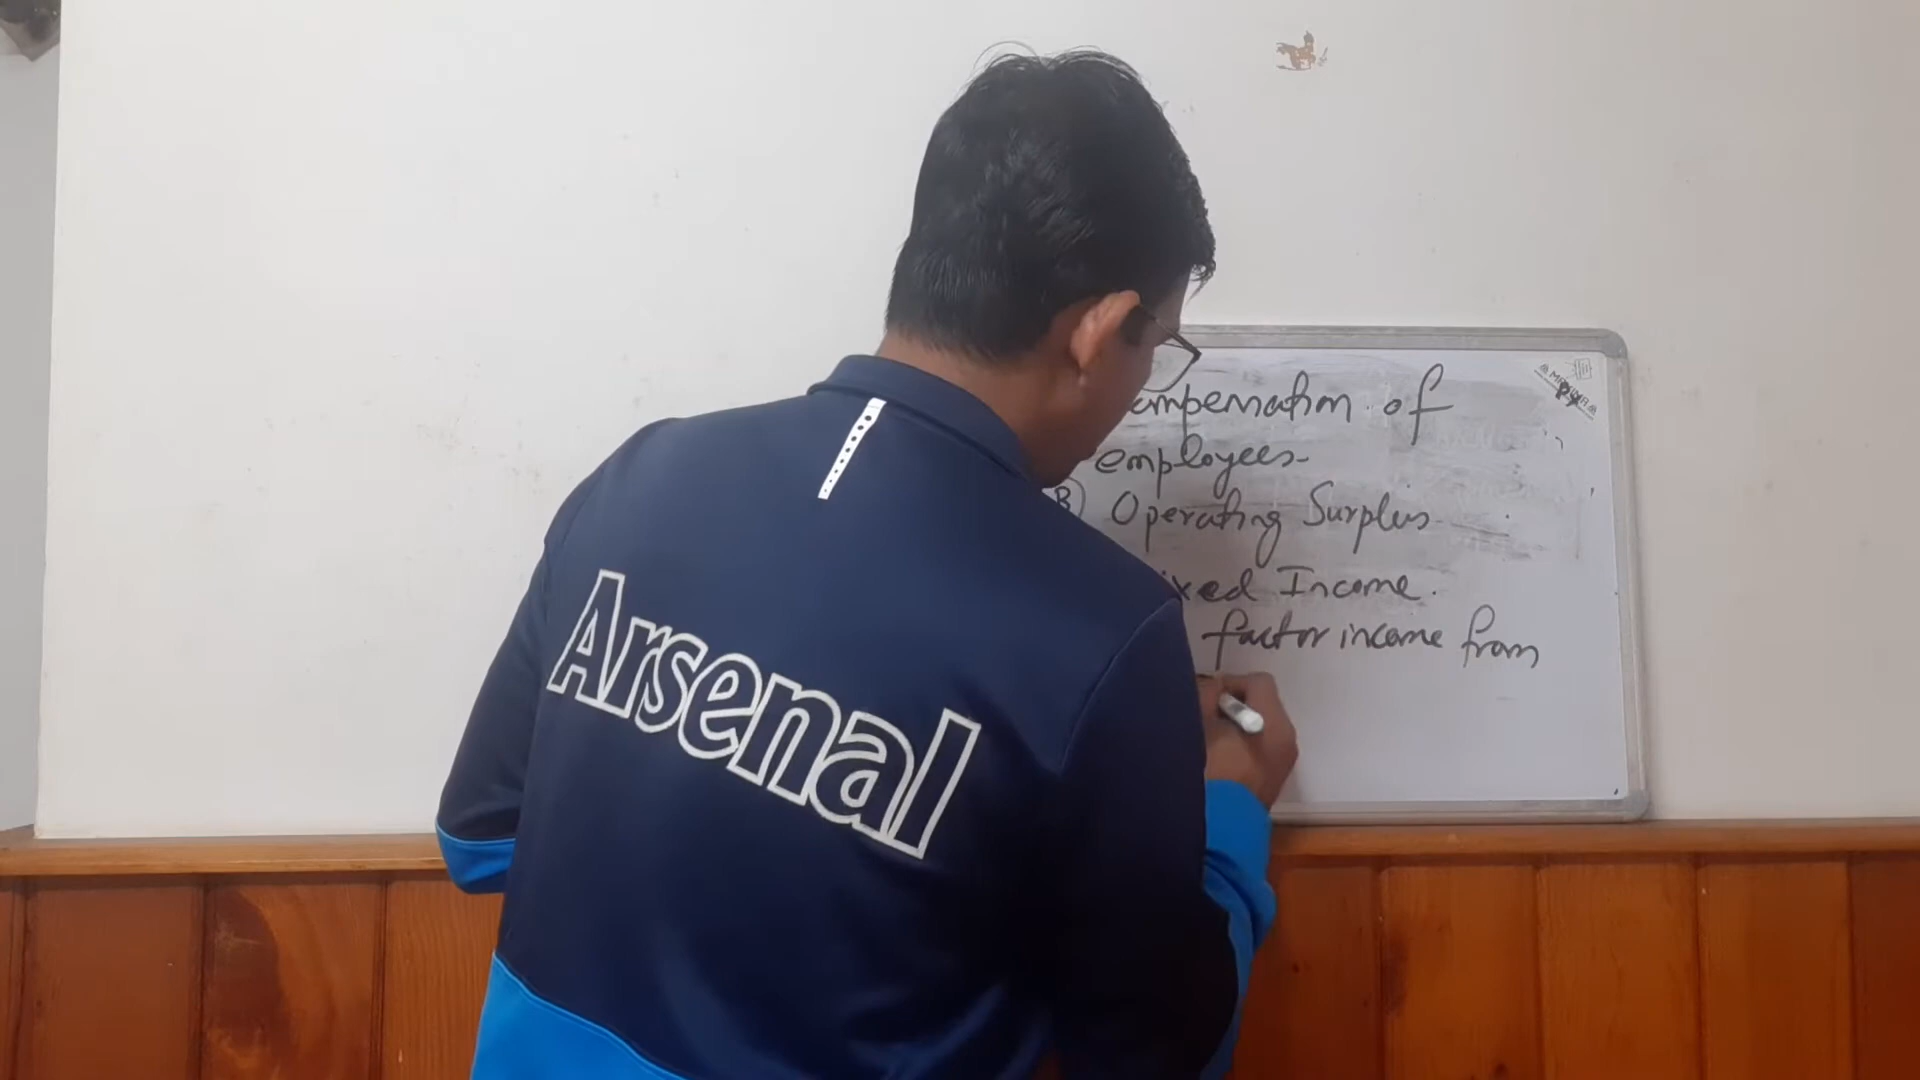 Arsenal
ompensation of
employees-
B) Operating Surplus
ixed Income.
factor income from